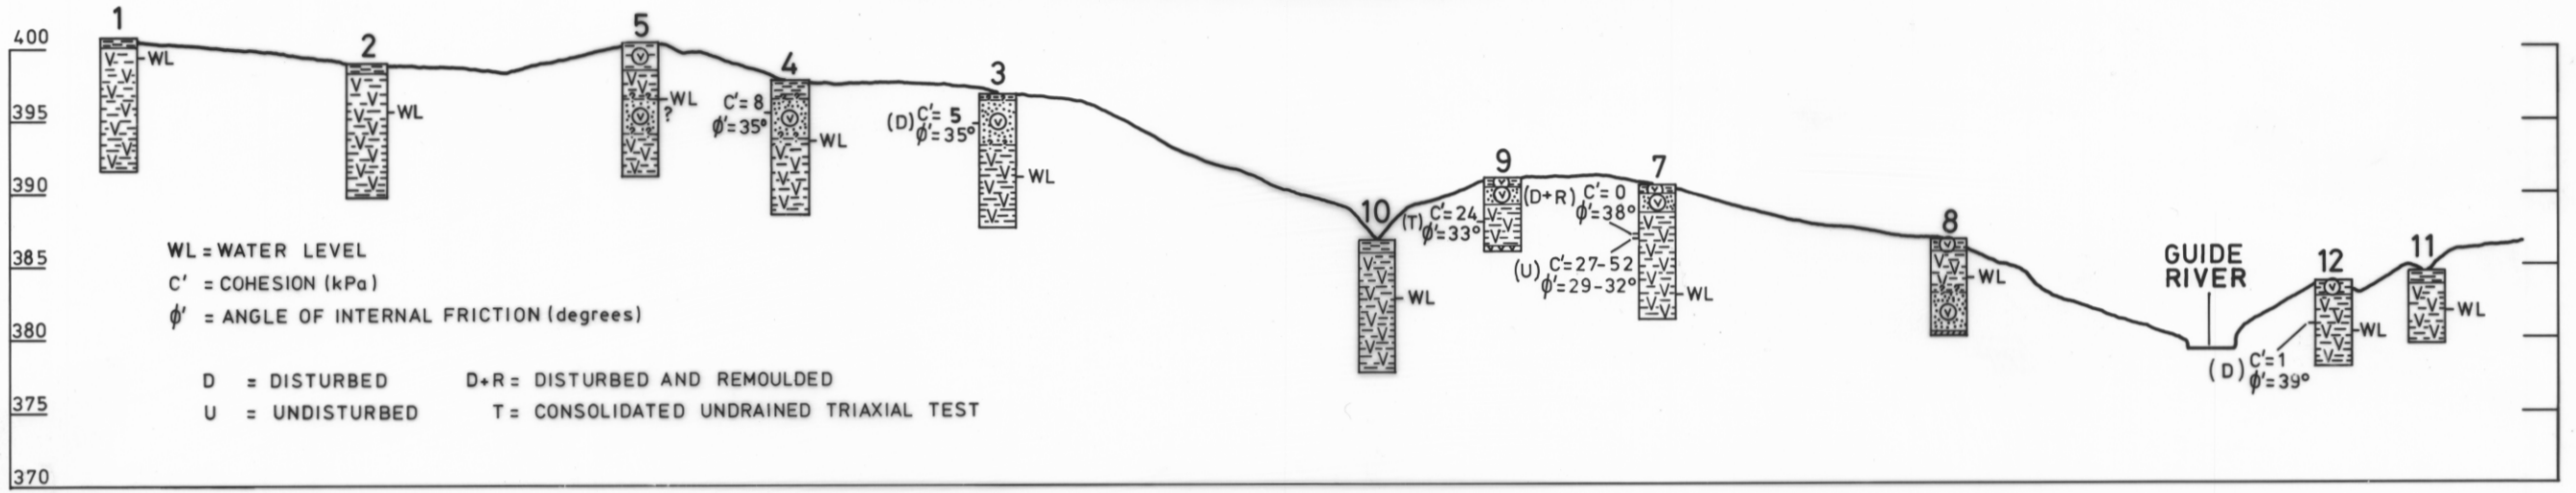 1
2
5
4
3
10
9
7
8
12
11
400
395
390
385
380
375
370
WL
WL
WL
?
C'= 8
ϕ'=35°
WL
(D) C'= 5
ϕ'=35°
WL
WL
(T) C'=24
ϕ'=33°
(D+R) C'= 0
ϕ'=38°
(U) C'=27-52
ϕ'=29-32°
WL
WL
GUIDE
RIVER
(D) C'=1
ϕ'=39°
WL
WL
WL = WATER LEVEL
C' = COHESION (kPa)
ϕ' = ANGLE OF INTERNAL FRICTION (degrees)
D = DISTURBED D+R = DISTURBED AND REMOULDED
U = UNDISTURBED T = CONSOLIDATED UNDRAINED TRIAXIAL TEST